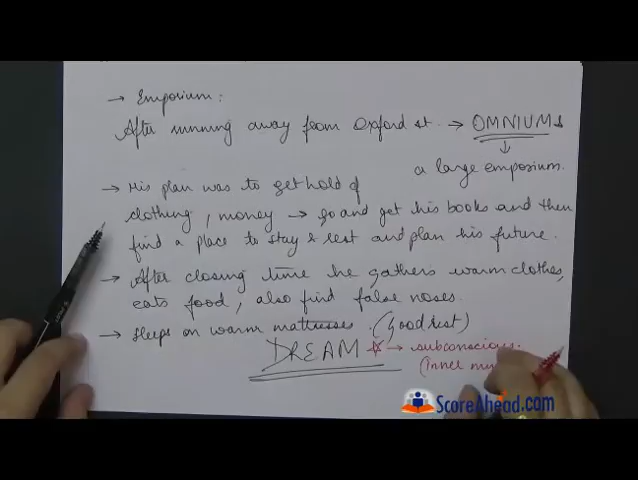 → Emporium:
After running away from Oxford st. → OMNIUMs
↓
a large emporium.
→ His plan was to get hold of
clothing, money → go and get his books and then
find a place to stay & rest and plan his future.
→ After closing time he gathers warm clothes,
eats food, also find false noses.
→ Sleeps on warm mattrusses. (Good rest)
DREAM ☆ → subconscious.
(inner
ScoreAhead.com